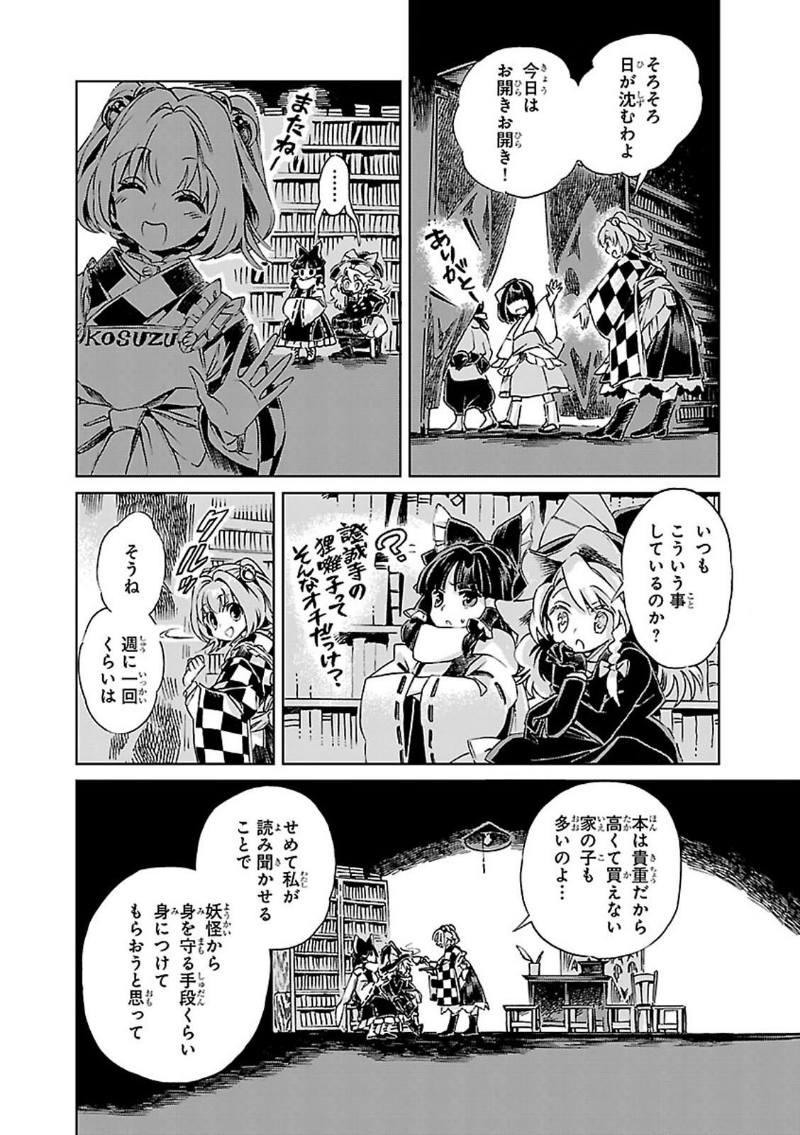 そろそろ
日が沈むわよ
今日は
お開きお開き！
ありがとー
またねー
……
KOSUZU
いつも
こういう事
しているのか？
？
證誠寺の
狸囃子って
そんなオチだっけ？
クルッ
そうね
週に一回
くらいは
本は貴重だから
高くて買えない
家の子も
多いのよ…
せめて私が
読み聞かせる
ことで
妖怪から
身を守る手段くらい
身につけて
もらおうと思って